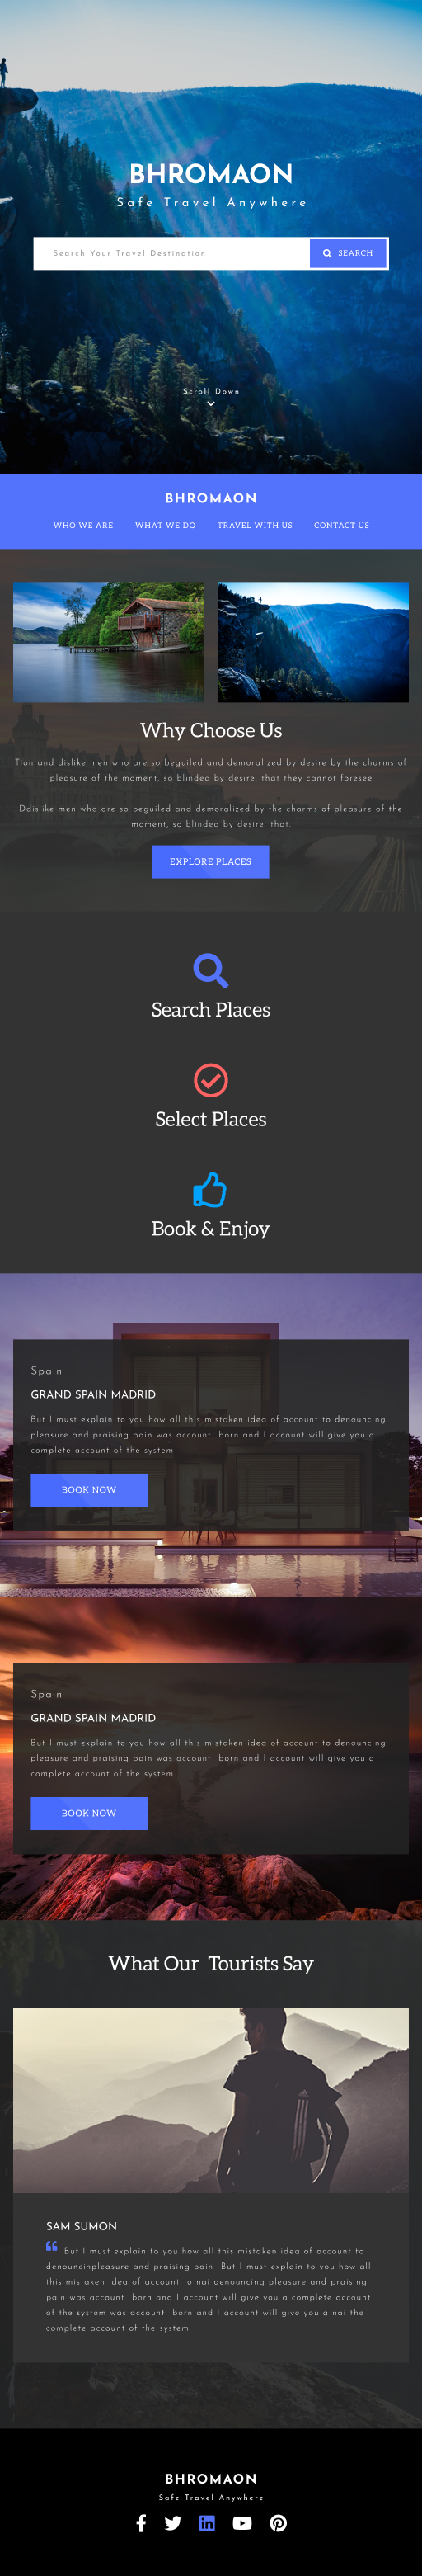 BHROMAON
Safe Travel Anywhere
Search Your Travel Destination
SEARCH
Scroll Down
BHROMAON
WHO WE ARE WHAT WE DO TRAVEL WITH US CONTACT US
Why Choose Us
Tion and dislike men who are so beguiled and demoralized by desire by the charms of
pleasure of the moment, so blinded by desire, that they cannot foresee
Ddislike men who are so beguiled and demoralized by the charms of pleasure of the
moment, so blinded by desire, that.
EXPLORE PLACES
Search Places
Select Places
Book & Enjoy
Spain
GRAND SPAIN MADRID
But I must explain to you how all this mistaken idea of account to denouncing
pleasure and praising pain was account born and I account will give you a
complete account of the system
BOOK NOW
Spain
GRAND SPAIN MADRID
But I must explain to you how all this mistaken idea of account to denouncing
pleasure and praising pain was account born and I account will give you a
complete account of the system
BOOK NOW
What Our Tourists Say
SAM SUMON
But I must explain to you how all this mistaken idea of account to
denouncinpleasure and praising pain But I must explain to you how all
this mistaken idea of account to nai denouncing pleasure and praising
pain was account born and I account will give you a complete account
of the system was account born and I account will give you a nai the
complete account of the system
BHROMAON
Safe Travel Anywhere